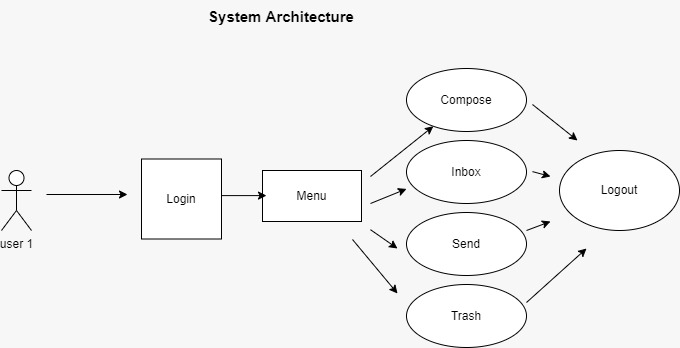 System Architecture
Compose
Inbox
Login
Menu
Logout
user 1
Send
Trash